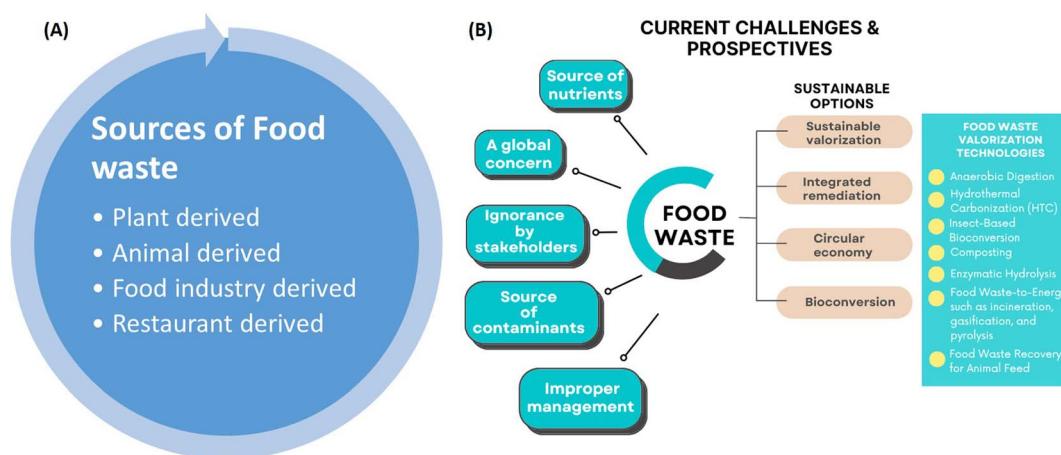 (A)
Sources of Food
waste
• Plant derived
• Animal derived
• Food industry derived
• Restaurant derived
(B)
CURRENT CHALLENGES &
PROSPECTIVES
Source of
nutrients
A global
concern
Ignorance
by
stakeholders
Source
of
contaminants
Improper
management
FOOD
WASTE
SUSTAINABLE
OPTIONS
Sustainable
valorization
Integrated
remediation
Circular
economy
Bioconversion
FOOD WASTE
VALORIZATION
TECHNOLOGIES
Anaerobic Digestion
Hydrothermal
Carbonization (HTC)
Insect-Based
Bioconversion
Composting
Enzymatic Hydrolysis
Food Waste-to-Energ
such as incineration,
gasification, and
pyrolysis
Food Waste Recovery
for Animal Feed